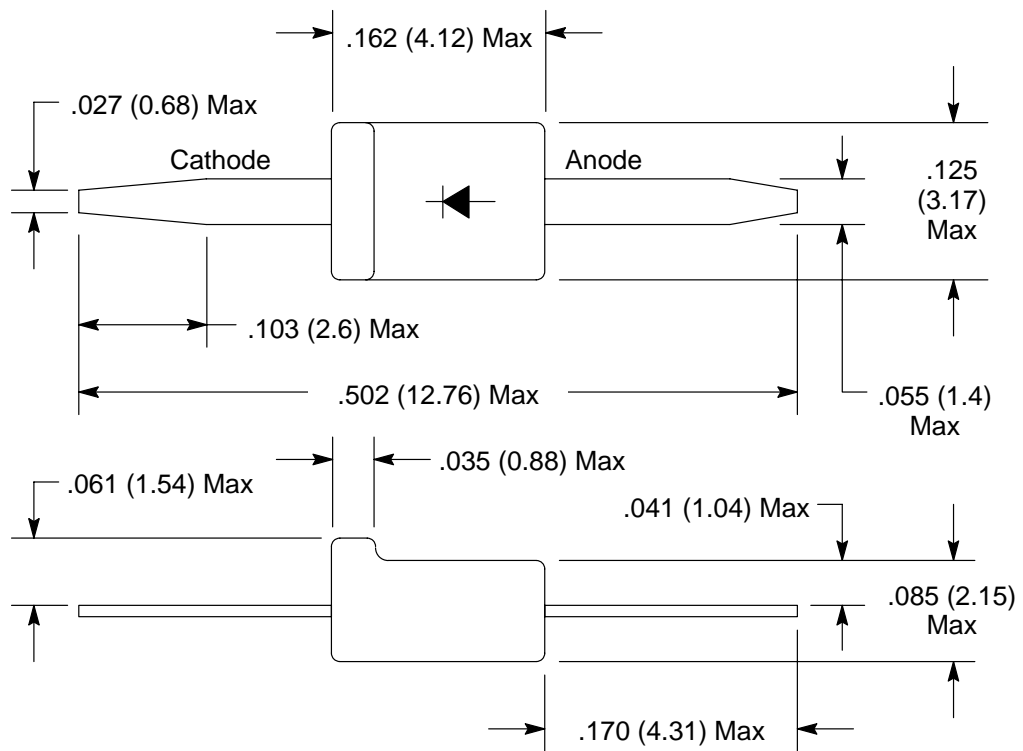 .162 (4.12) Max
.027 (0.68) Max
Cathode
Anode
.125
(3.17)
Max
.103 (2.6) Max
.502 (12.76) Max
.055 (1.4)
Max
.035 (0.88) Max
.061 (1.54) Max
.041 (1.04) Max
.085 (2.15)
Max
.170 (4.31) Max